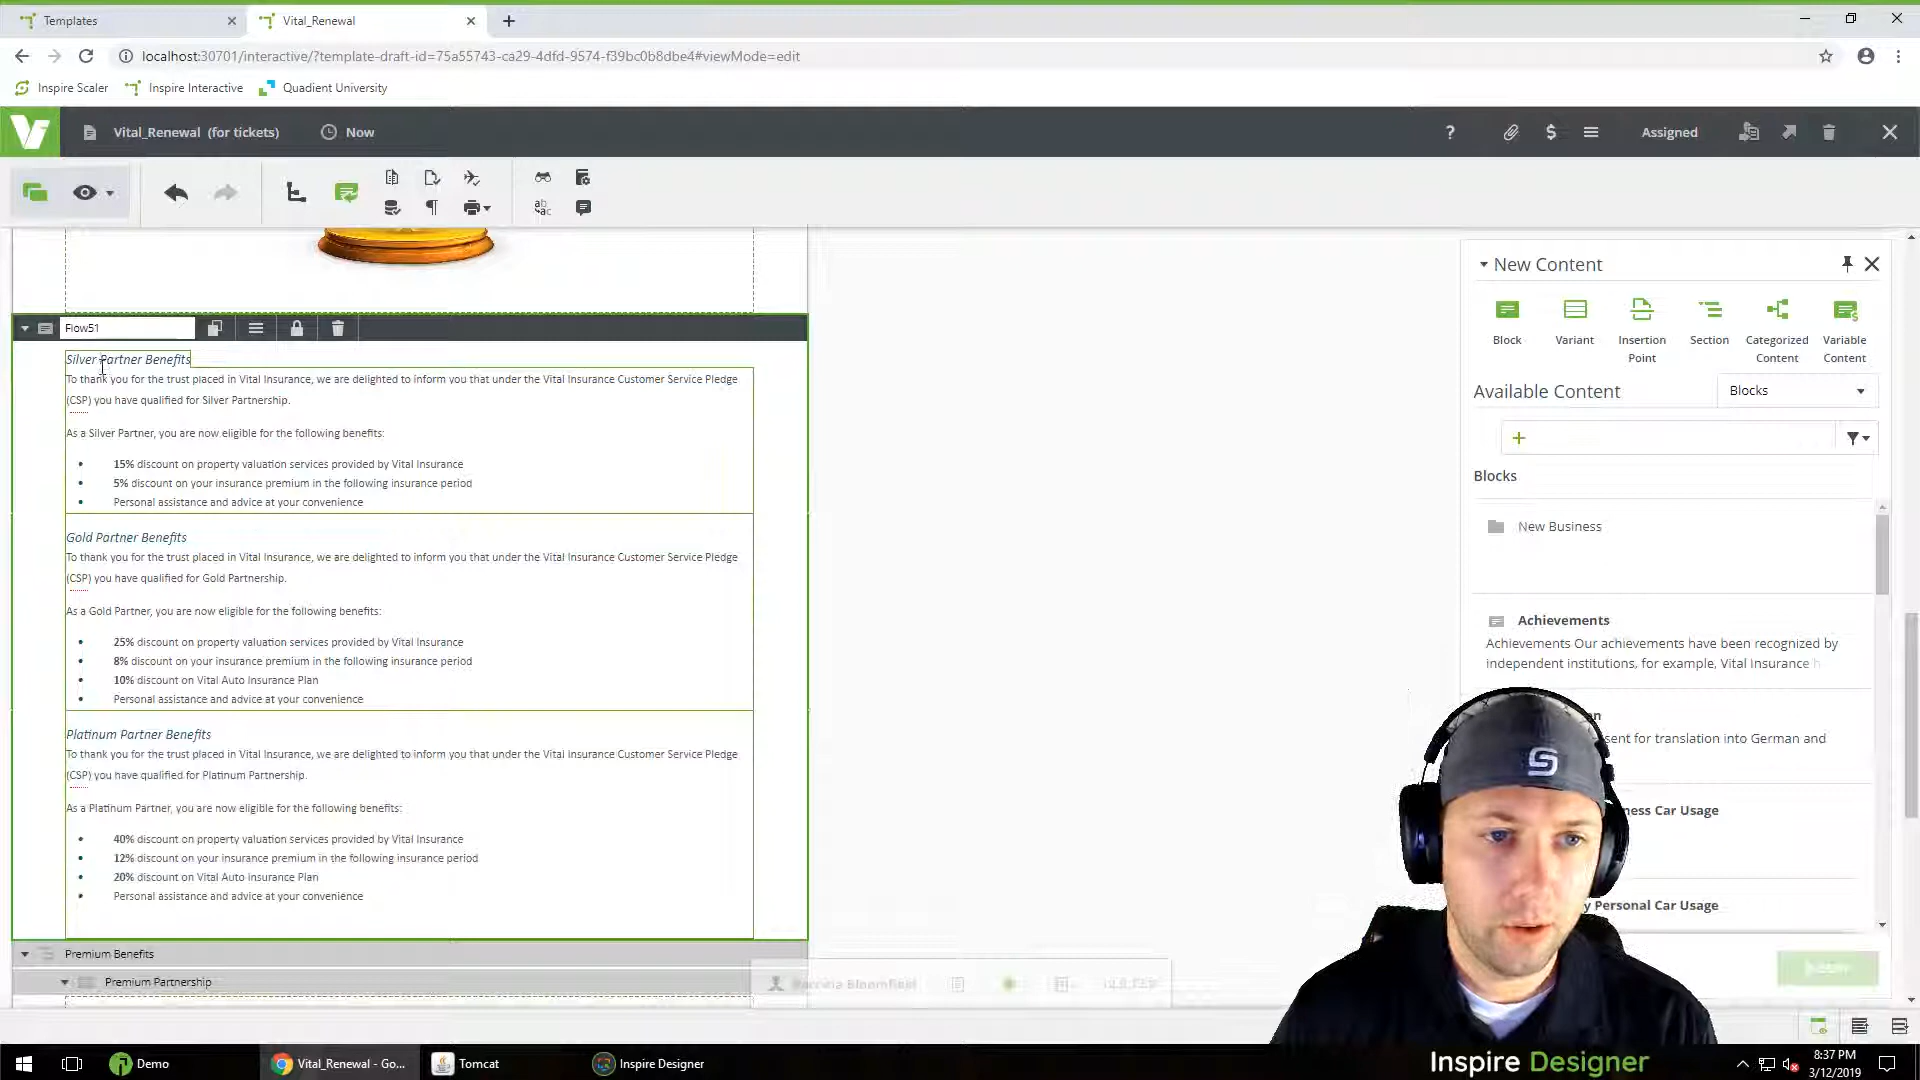 Templates
Vital_Renewal
localhost:30701/interactive/?template-draft-id=75a55743-ca29-4dfd-9574-f39bc0b8dbe4#viewMode=edit
Inspire Scaler
Inspire Interactive
Quadient University
Vital_Renewal (for tickets)
Now
?
$
Assigned
Flow51
Silver Partner Benefits
To thank you for the trust placed in Vital Insurance, we are delighted to inform you that under the Vital Insurance Customer Service Pledge
(CSP) you have qualified for Silver Partnership.
As a Silver Partner, you are now eligible for the following benefits:
• 15% discount on property valuation services provided by Vital Insurance
• 5% discount on your insurance premium in the following insurance period
• Personal assistance and advice at your convenience
Gold Partner Benefits
To thank you for the trust placed in Vital Insurance, we are delighted to inform you that under the Vital Insurance Customer Service Pledge
(CSP) you have qualified for Gold Partnership.
As a Gold Partner, you are now eligible for the following benefits:
• 25% discount on property valuation services provided by Vital Insurance
• 8% discount on your insurance premium in the following insurance period
• 10% discount on Vital Auto Insurance Plan
• Personal assistance and advice at your convenience
Platinum Partner Benefits
To thank you for the trust placed in Vital Insurance, we are delighted to inform you that under the Vital Insurance Customer Service Pledge
(CSP) you have qualified for Platinum Partnership.
As a Platinum Partner, you are now eligible for the following benefits:
• 40% discount on property valuation services provided by Vital Insurance
• 12% discount on your insurance premium in the following insurance period
• 20% discount on Vital Auto Insurance Plan
• Personal assistance and advice at your convenience
Premium Benefits
Premium Partnership
New Content
Block
Variant
Insertion Point
Section
Categorized Content
Variable Content
Available Content
Blocks
Blocks
New Business
Achievements
Achievements Our achievements have been recognized by
independent institutions, for example, Vital Insurance h
sent for translation into German and
ness Car Usage
y Personal Car Usage
Demo
Vital_Renewal - Go...
Tomcat
Inspire Designer
Inspire Designer
8:37 PM
3/12/2019